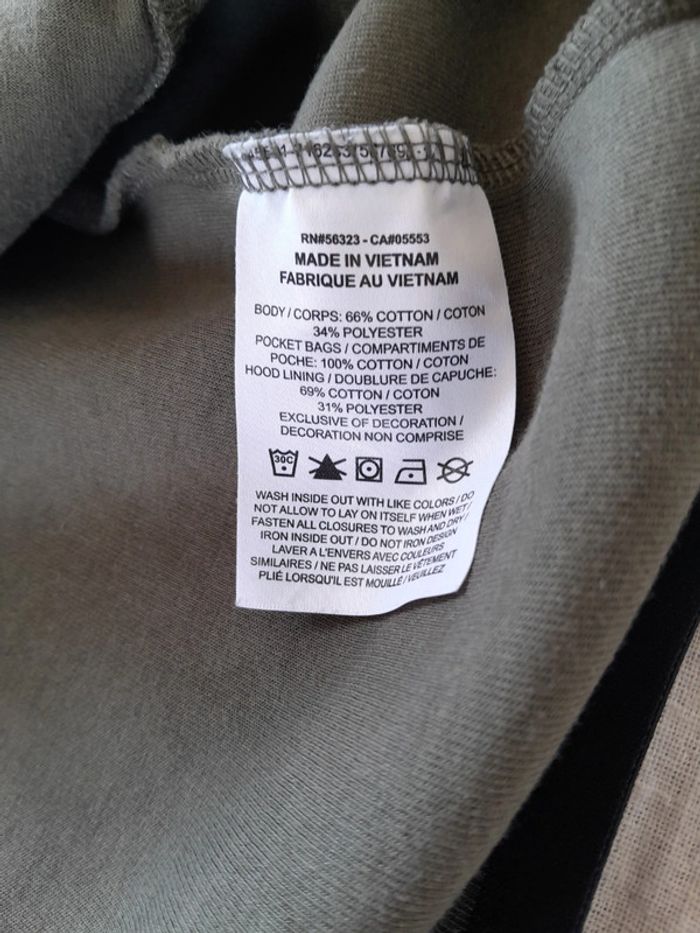 RN#56323 - CA#05553
MADE IN VIETNAM
FABRIQUE AU VIETNAM
BODY / CORPS: 66% COTTON / COTON
34% POLYESTER
POCKET BAGS / COMPARTIMENTS DE
POCHE: 100% COTTON / COTON
HOOD LINING / DOUBLURE DE CAPUCHE:
69% COTTON / COTON
31% POLYESTER
EXCLUSIVE OF DECORATION /
DECORATION NON COMPRISE
30C
WASH INSIDE OUT WITH LIKE COLORS / DO
NOT ALLOW TO LAY ON ITSELF WHEN WET /
FASTEN ALL CLOSURES TO WASH AND DRY /
IRON INSIDE OUT / DO NOT IRON DESIGN
LAVER A L'ENVERS AVEC COULEURS
SIMILAIRES / NE PAS LAISSER LE VÊTEMENT
PLIÉ LORSQU'IL EST MOUILLÉ / VEUILLEZ